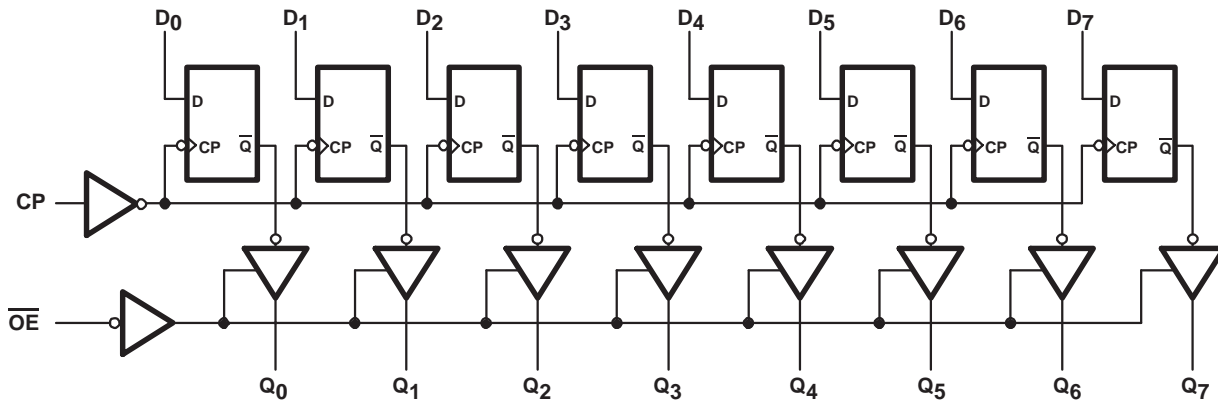 D0 D1 D2 D3 D4 D5 D6 D7
D D D D D D D D
CP Q̅ CP Q̅ CP Q̅ CP Q̅ CP Q̅ CP Q̅ CP Q̅ CP Q̅
CP
O̅E̅
Q0 Q1 Q2 Q3 Q4 Q5 Q6 Q7